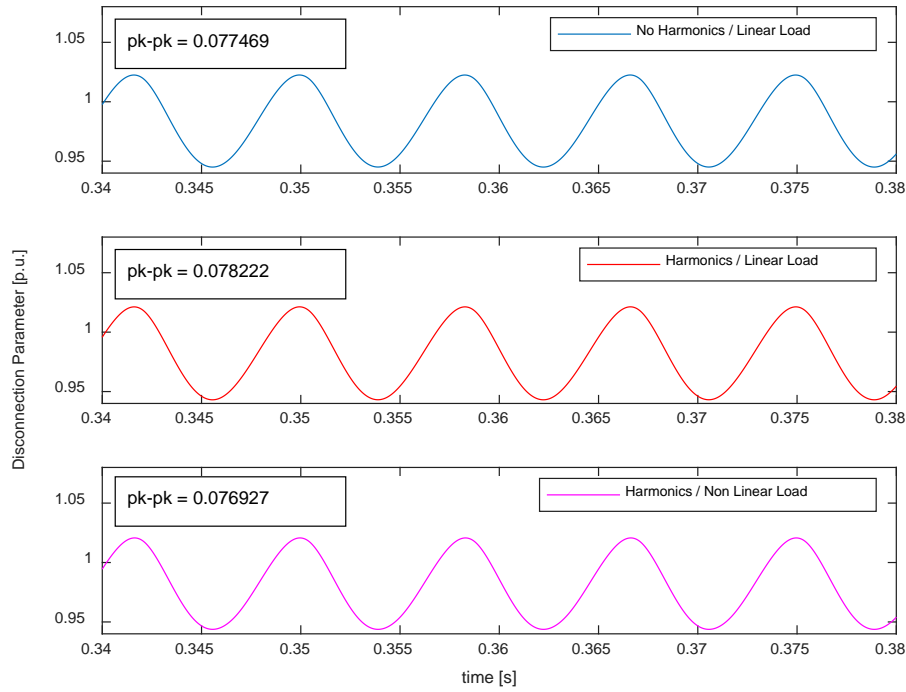 pk-pk = 0.077469
No Harmonics / Linear Load
1.05
1
0.95
0.34 0.345 0.35 0.355 0.36 0.365 0.37 0.375 0.38
Disconnection Parameter [p.u.]
pk-pk = 0.078222
Harmonics / Linear Load
1.05
1
0.95
0.34 0.345 0.35 0.355 0.36 0.365 0.37 0.375 0.38
pk-pk = 0.076927
Harmonics / Non Linear Load
1.05
1
0.95
0.34 0.345 0.35 0.355 0.36 0.365 0.37 0.375 0.38
time [s]